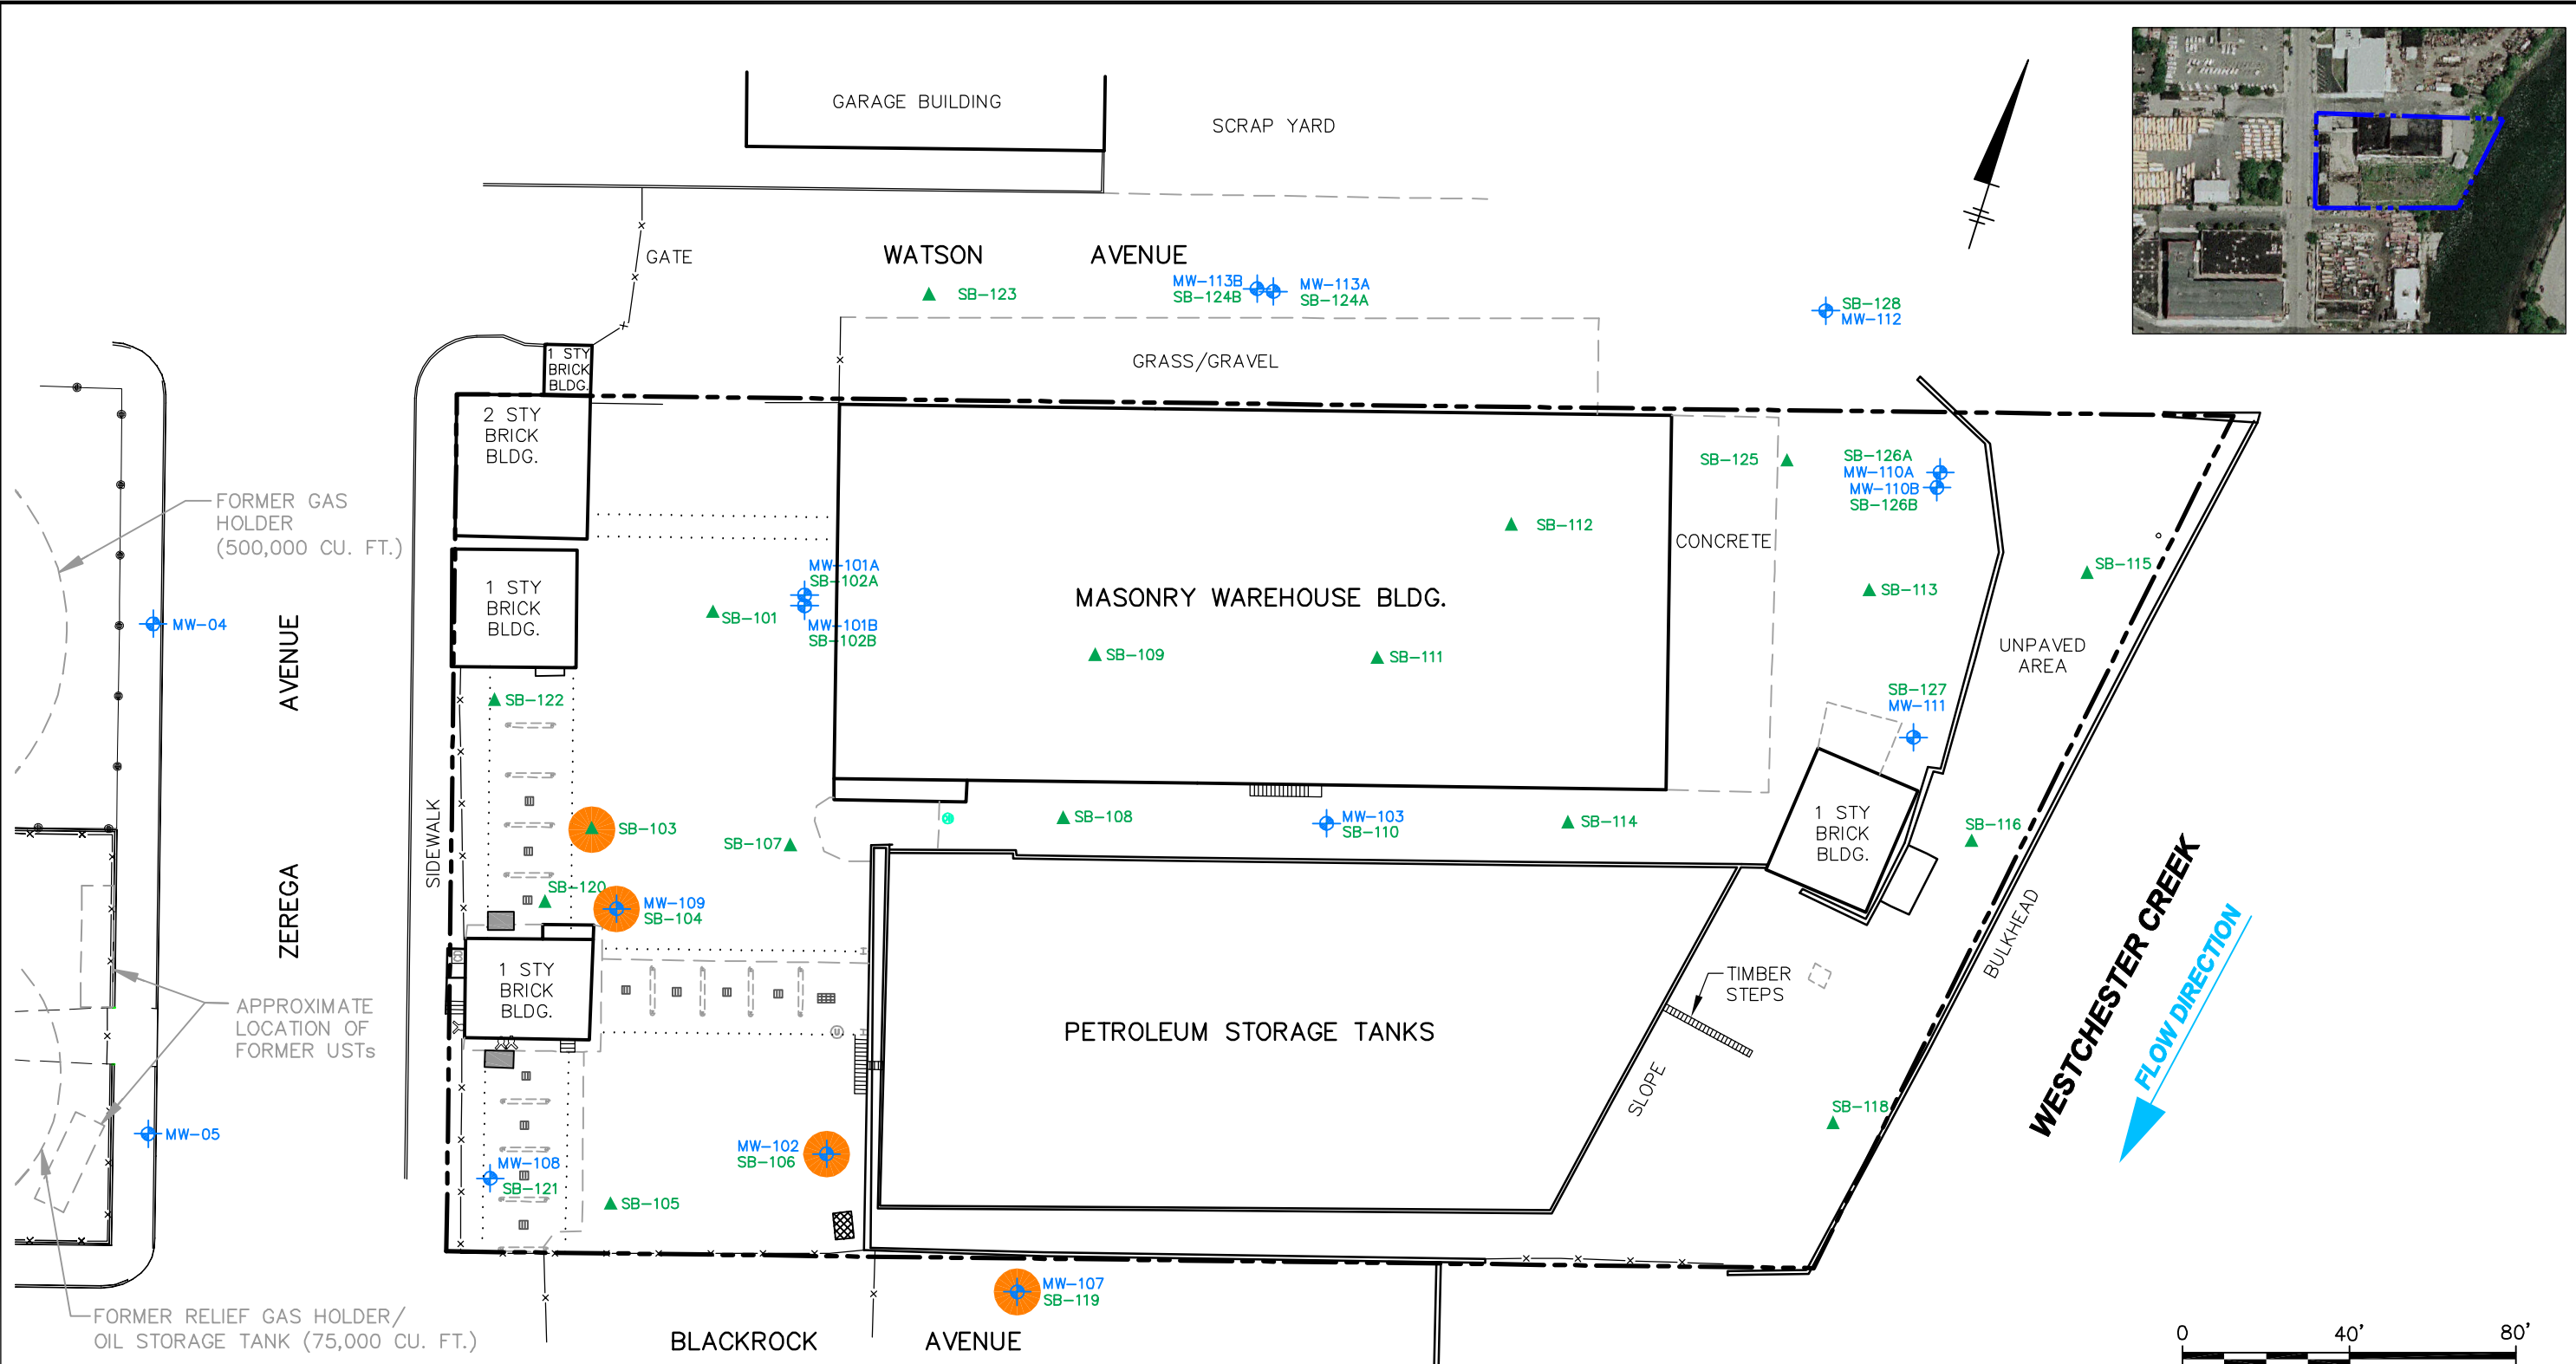 GARAGE BUILDING
SCRAP YARD
GATE
WATSON AVENUE
SB-123
MW-113B
SB-124B
MW-113A
SB-124A
SB-128
MW-112
GRASS/GRAVEL
1 STY
BRICK
BLDG.
2 STY
BRICK
BLDG.
SB-125
SB-126A
MW-110A
MW-110B
SB-126B
FORMER GAS
HOLDER
(500,000 CU. FT.)
SB-112
CONCRETE
MW-101A
SB-102A
1 STY
BRICK
BLDG.
SB-115
SB-113
MASONRY WAREHOUSE BLDG.
SB-101
MW-04
MW-101B
SB-102B
AVENUE
UNPAVED
AREA
SB-109
SB-111
SB-122
SB-127
MW-111
SIDEWALK
SB-103
SB-107
SB-108
MW-103
SB-110
SB-114
1 STY
BRICK
BLDG.
SB-116
SB-120
MW-109
SB-104
ZEREGA
WESTCHESTER CREEK
FLOW DIRECTION
BULKHEAD
1 STY
BRICK
BLDG.
TIMBER
STEPS
APPROXIMATE
LOCATION OF
FORMER USTs
PETROLEUM STORAGE TANKS
SLOPE
SB-118
MW-05
MW-102
SB-106
MW-108
SB-121
SB-105
MW-107
SB-119
FORMER RELIEF GAS HOLDER/
OIL STORAGE TANK (75,000 CU. FT.)
BLACKROCK AVENUE
0 40' 80'